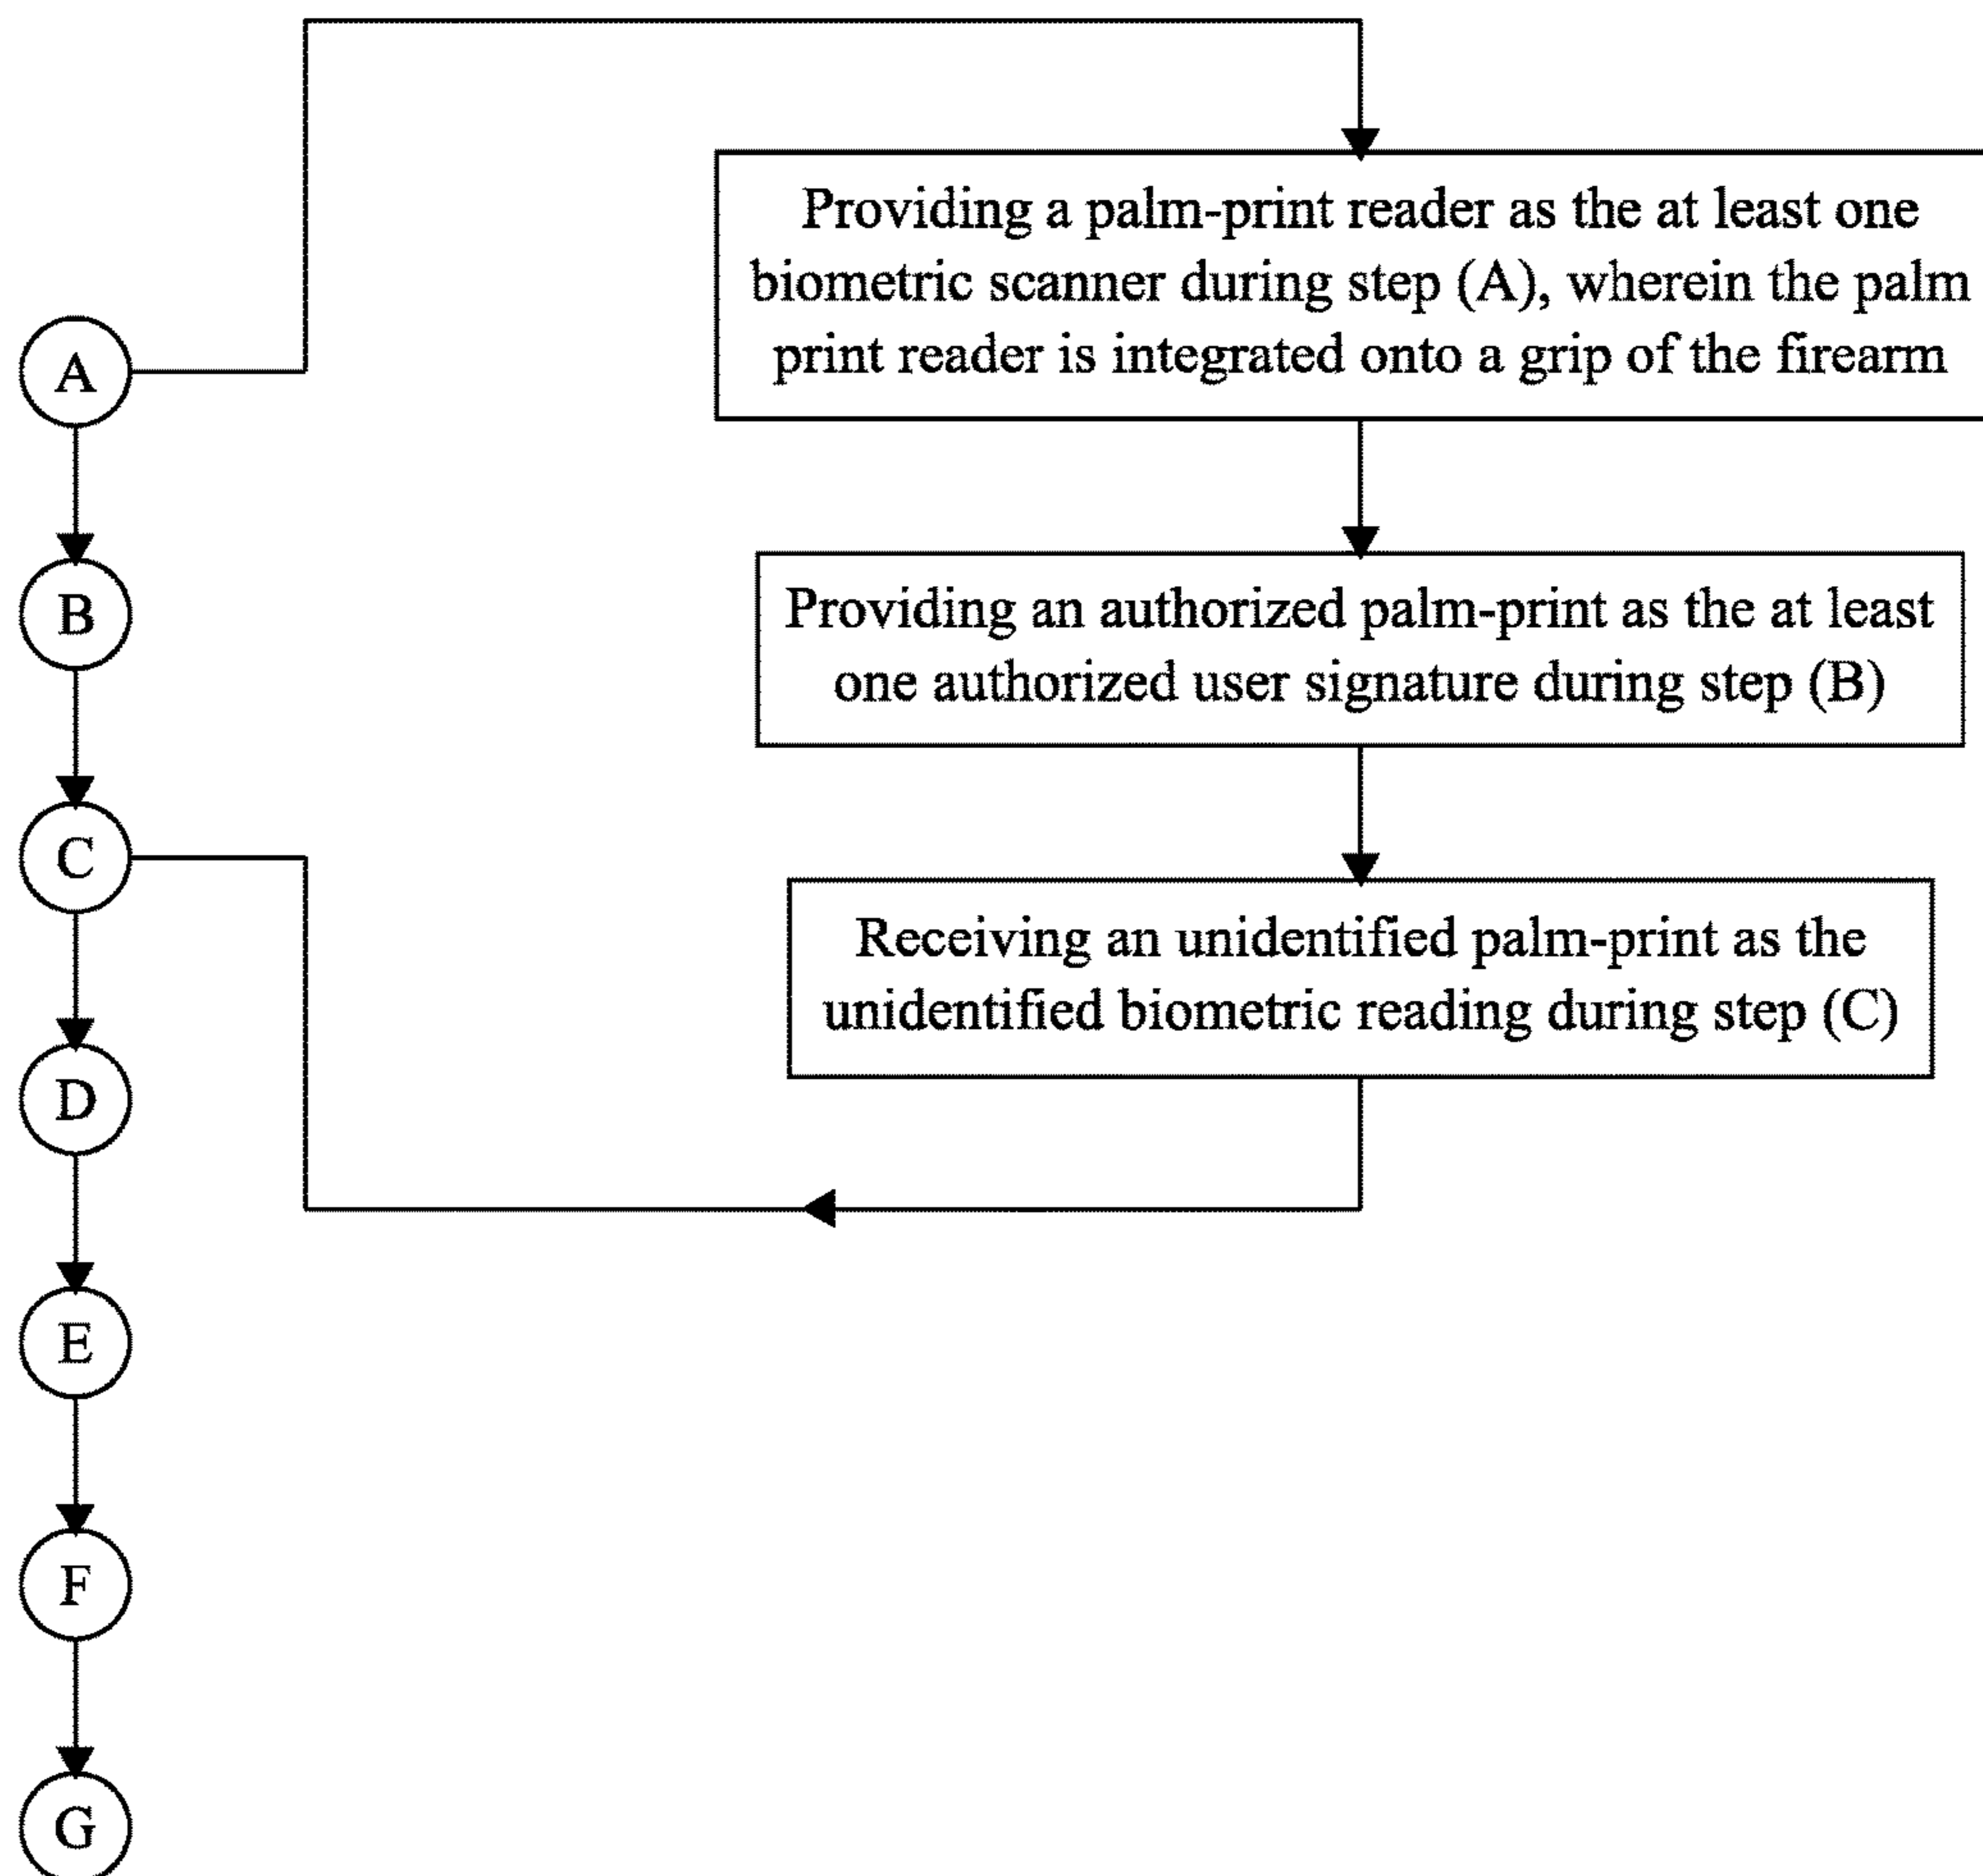 Providing a palm-print reader as the at least one
biometric scanner during step (A), wherein the palm
print reader is integrated onto a grip of the firearm
A
Providing an authorized palm-print as the at least
one authorized user signature during step (B)
B
C
Receiving an unidentified palm-print as the
unidentified biometric reading during step (C)
D
E
F
G